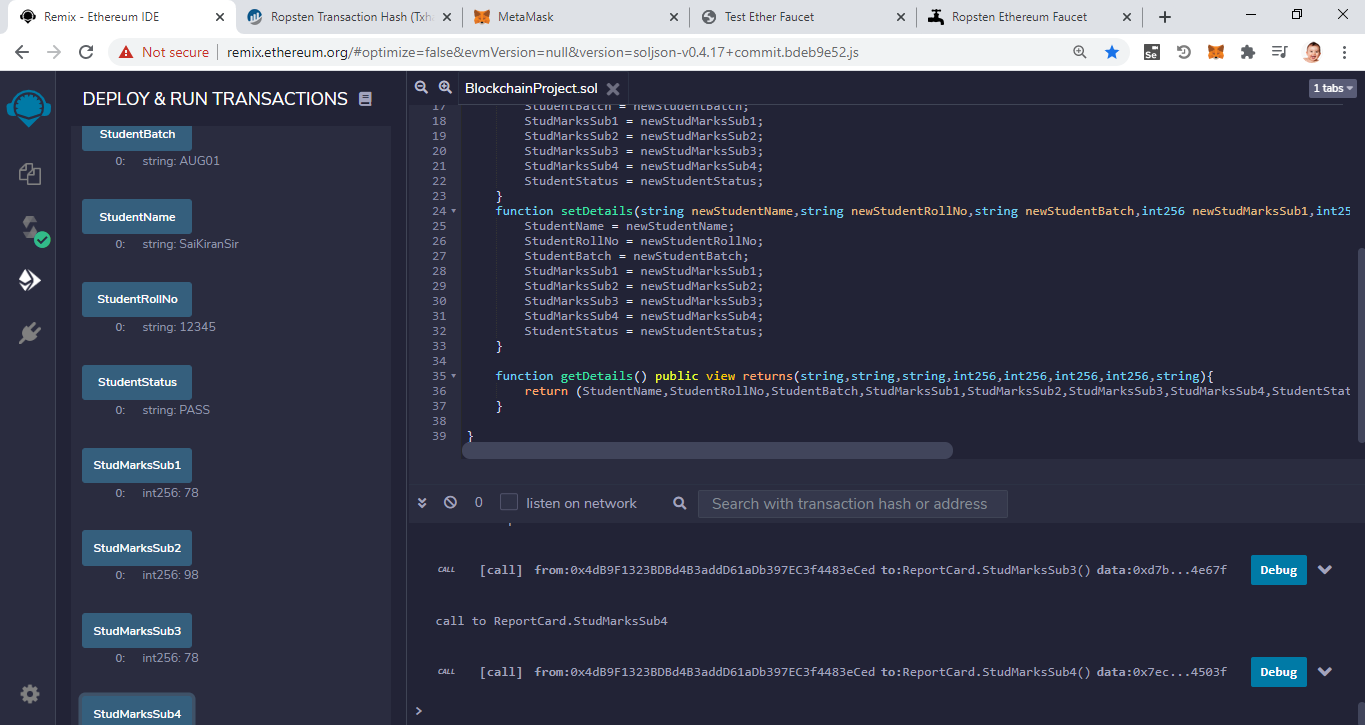 Remix - Ethereum IDE
Ropsten Transaction Hash (Txha
MetaMask
Test Ether Faucet
Ropsten Ethereum Faucet
Not secure
remix.ethereum.org/#optimize=false&evmVersion=null&version=soljson-v0.4.17+commit.bdeb9e52.js
Se
DEPLOY & RUN TRANSACTIONS
StudentBatch
0: string: AUG01
StudentName
0: string: SaiKiranSir
StudentRollNo
0: string: 12345
StudentStatus
0: string: PASS
StudMarksSub1
0: int256: 78
StudMarksSub2
0: int256: 98
StudMarksSub3
0: int256: 78
StudMarksSub4
BlockchainProject.sol
1 tabs
17 StudentBatch = newStudentBatch;
18 StudMarksSub1 = newStudMarksSub1;
19 StudMarksSub2 = newStudMarksSub2;
20 StudMarksSub3 = newStudMarksSub3;
21 StudMarksSub4 = newStudMarksSub4;
22 StudentStatus = newStudentStatus;
23 }
24 function setDetails(string newStudentName,string newStudentRollNo,string newStudentBatch,int256 newStudMarksSub1,int25
25 StudentName = newStudentName;
26 StudentRollNo = newStudentRollNo;
27 StudentBatch = newStudentBatch;
28 StudMarksSub1 = newStudMarksSub1;
29 StudMarksSub2 = newStudMarksSub2;
30 StudMarksSub3 = newStudMarksSub3;
31 StudMarksSub4 = newStudMarksSub4;
32 StudentStatus = newStudentStatus;
33 }
34
35 function getDetails() public view returns(string,string,string,int256,int256,int256,int256,string){
36 return (StudentName,StudentRollNo,StudentBatch,StudMarksSub1,StudMarksSub2,StudMarksSub3,StudMarksSub4,StudentStat
37 }
38
39 }
0 listen on network Search with transaction hash or address
CALL [call] from:0x4dB9F1323BDBd4B3addD61aDb397EC3f4483eCed to:ReportCard.StudMarksSub3() data:0xd7b...4e67f Debug
call to ReportCard.StudMarksSub4
CALL [call] from:0x4dB9F1323BDBd4B3addD61aDb397EC3f4483eCed to:ReportCard.StudMarksSub4() data:0x7ec...4503f Debug
>